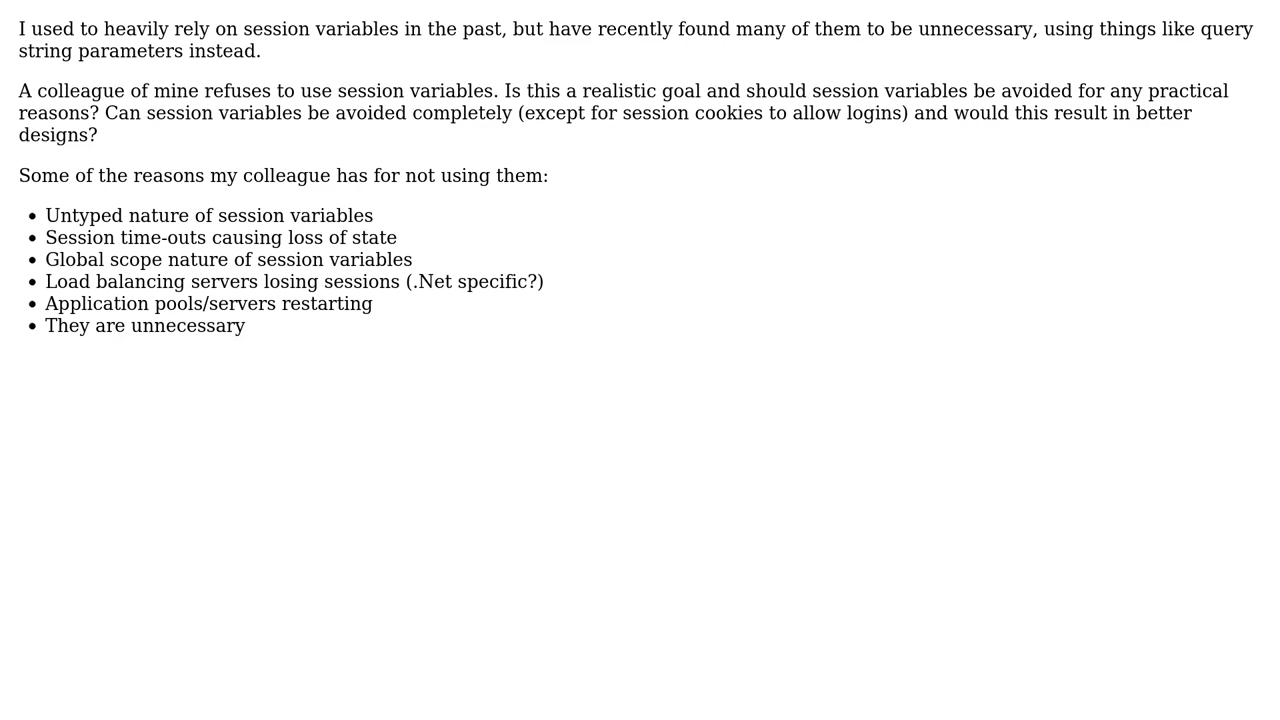 I used to heavily rely on session variables in the past, but have recently found many of them to be unnecessary, using things like query
string parameters instead.
A colleague of mine refuses to use session variables. Is this a realistic goal and should session variables be avoided for any practical
reasons? Can session variables be avoided completely (except for session cookies to allow logins) and would this result in better
designs?
Some of the reasons my colleague has for not using them:
• Untyped nature of session variables
• Session time-outs causing loss of state
• Global scope nature of session variables
• Load balancing servers losing sessions (.Net specific?)
• Application pools/servers restarting
• They are unnecessary